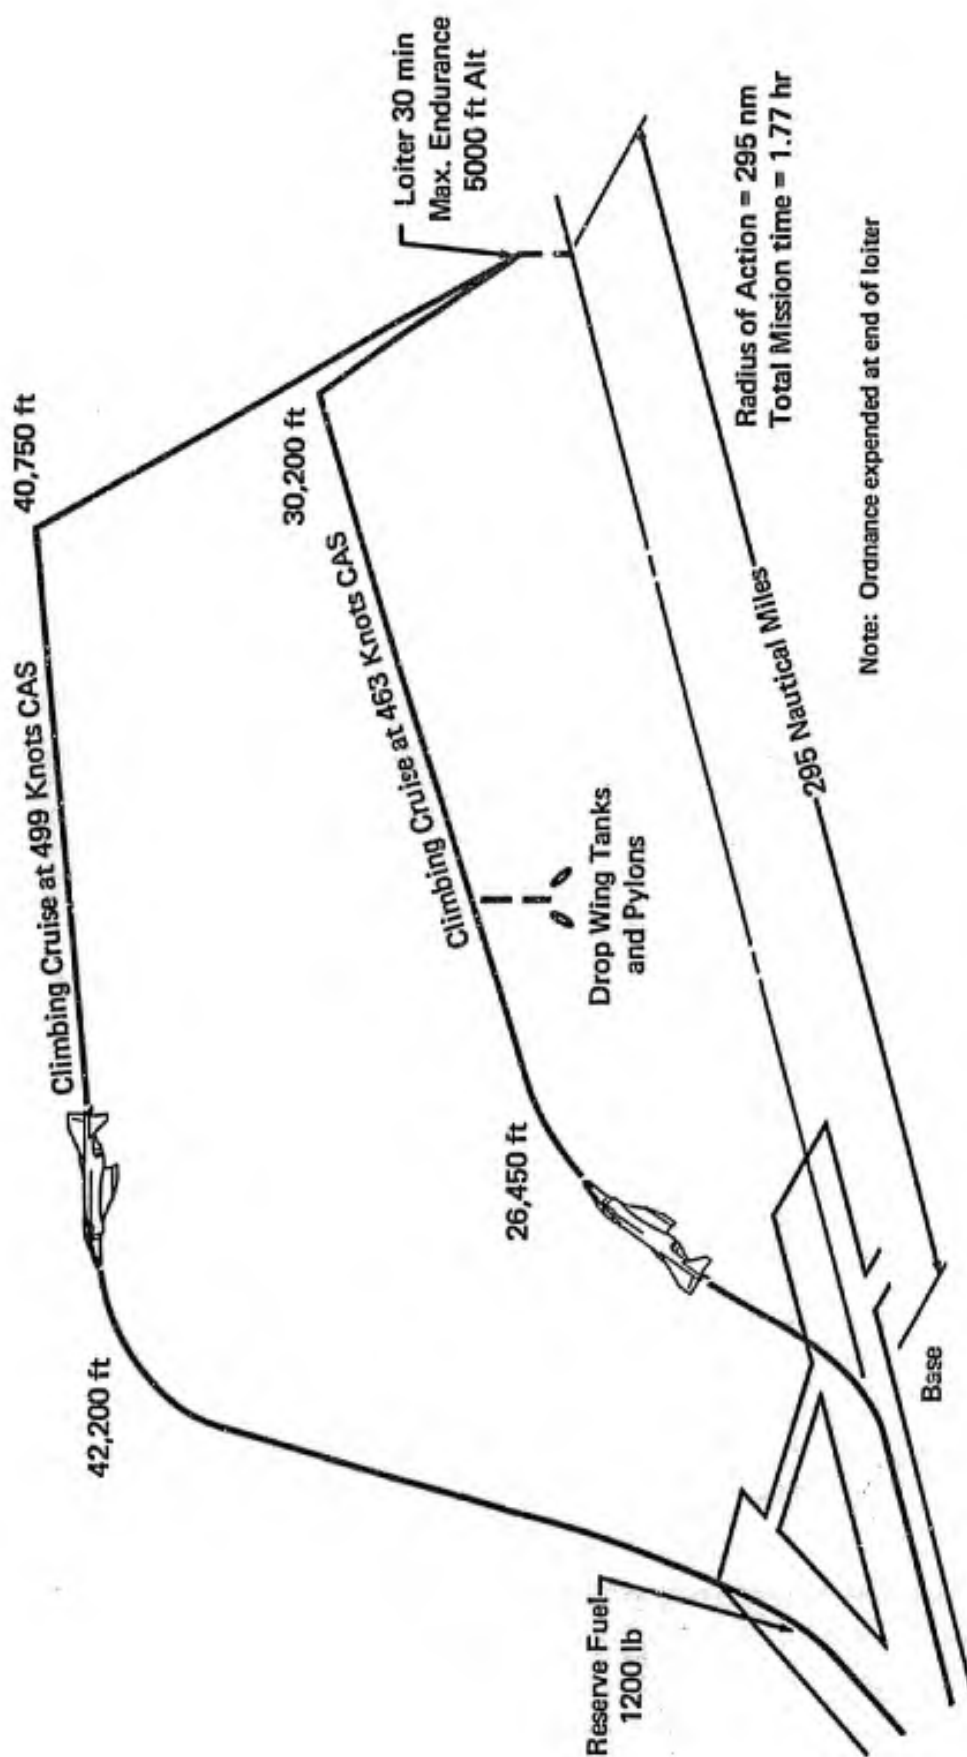 40,750 ft
Climbing Cruise at 499 Knots CAS
42,200 ft
Loiter 30 min
Max. Endurance
5000 ft Alt
30,200 ft
Climbing Cruise at 463 Knots CAS
26,450 ft
Drop Wing Tanks
and Pylons
Reserve Fuel
1200 lb
295 Nautical Miles
Base
Radius of Action = 295 nm
Total Mission time = 1.77 hr
Note: Ordnance expended at end of loiter